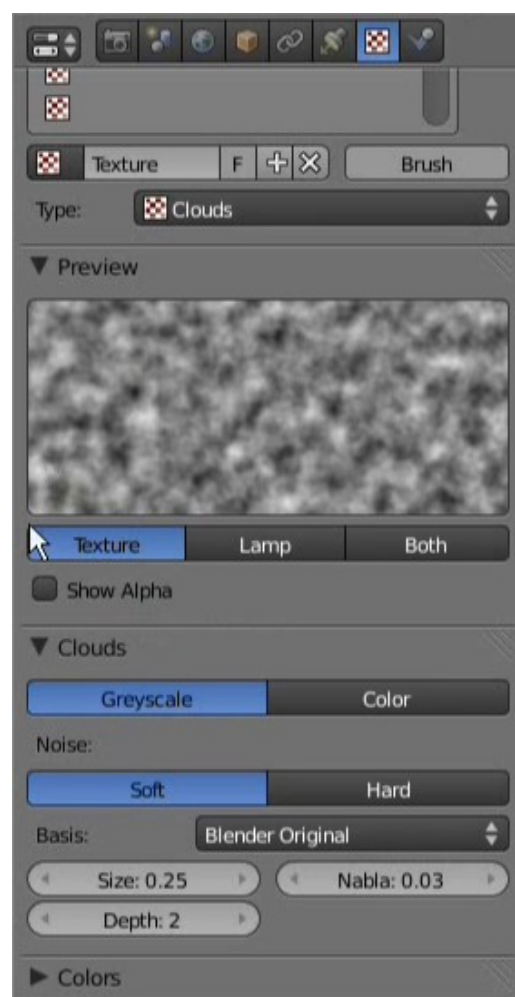 Texture F Brush
Type: Clouds
Preview
Texture Lamp Both
Show Alpha
Clouds
Greyscale Color
Noise:
Soft Hard
Basis: Blender Original
Size: 0.25 Nabla: 0.03
Depth: 2
Colors